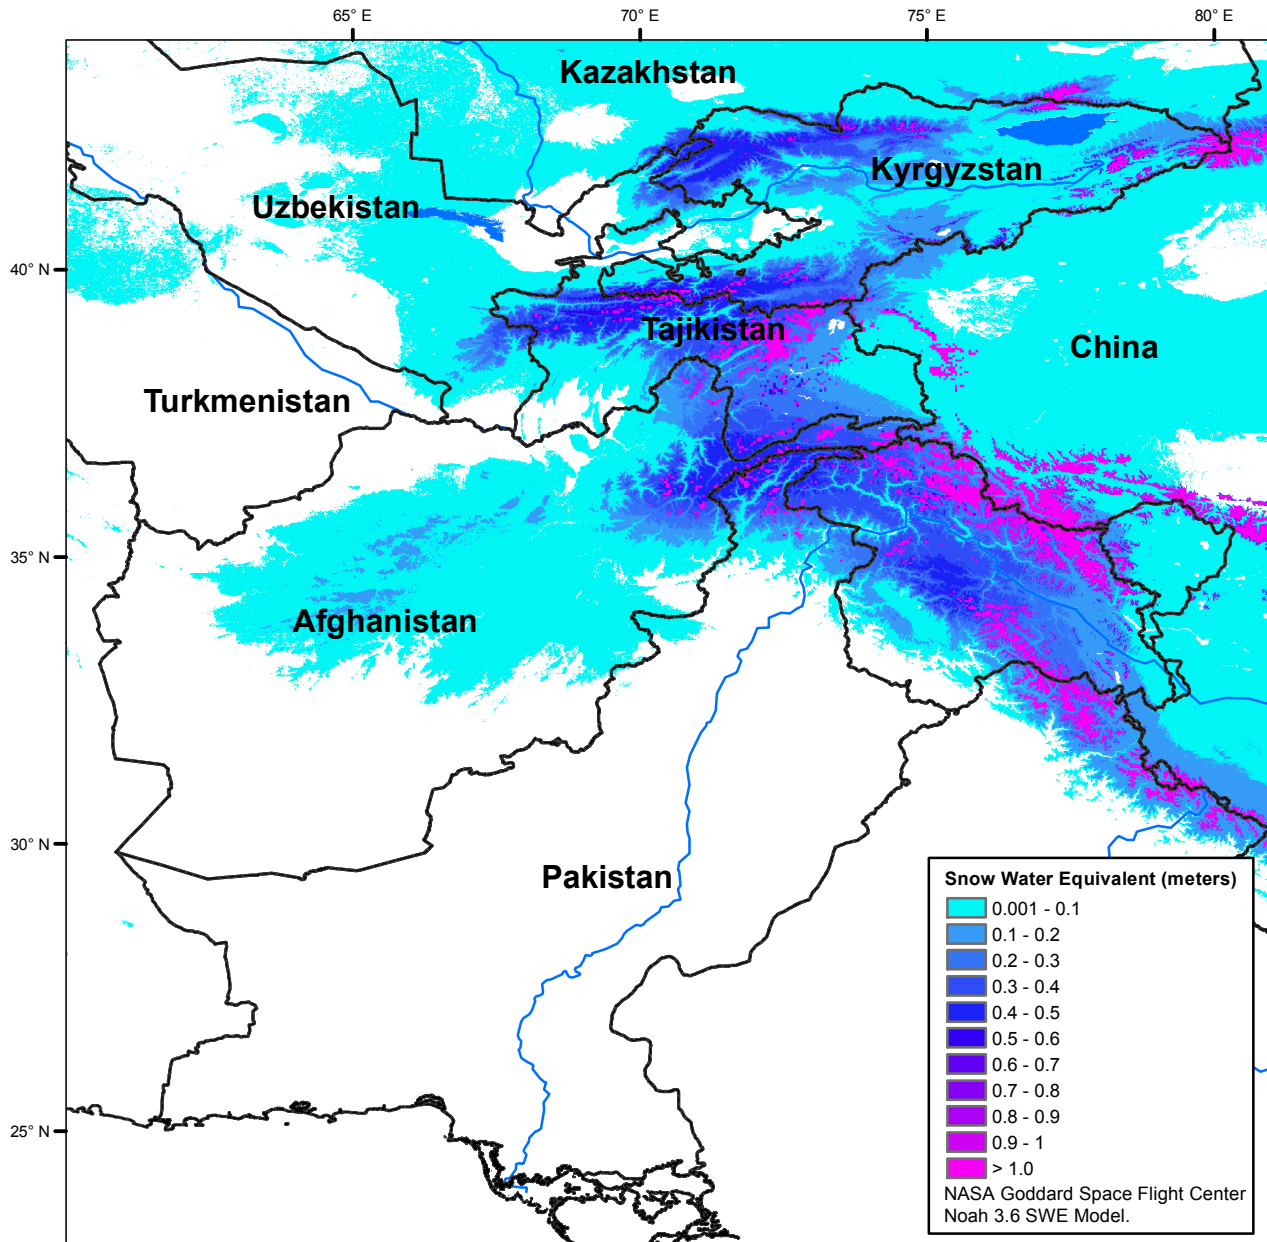 65° E
70° E
75° E
80° E
Kazakhstan
Kyrgyzstan
Uzbekistan
40° N
Tajikistan
China
Turkmenistan
35° N
Afghanistan
30° N
Pakistan
Snow Water Equivalent (meters)
0.001 - 0.1
0.1 - 0.2
0.2 - 0.3
0.3 - 0.4
0.4 - 0.5
0.5 - 0.6
0.6 - 0.7
0.7 - 0.8
0.8 - 0.9
0.9 - 1
> 1.0
25° N
NASA Goddard Space Flight Center
Noah 3.6 SWE Model.